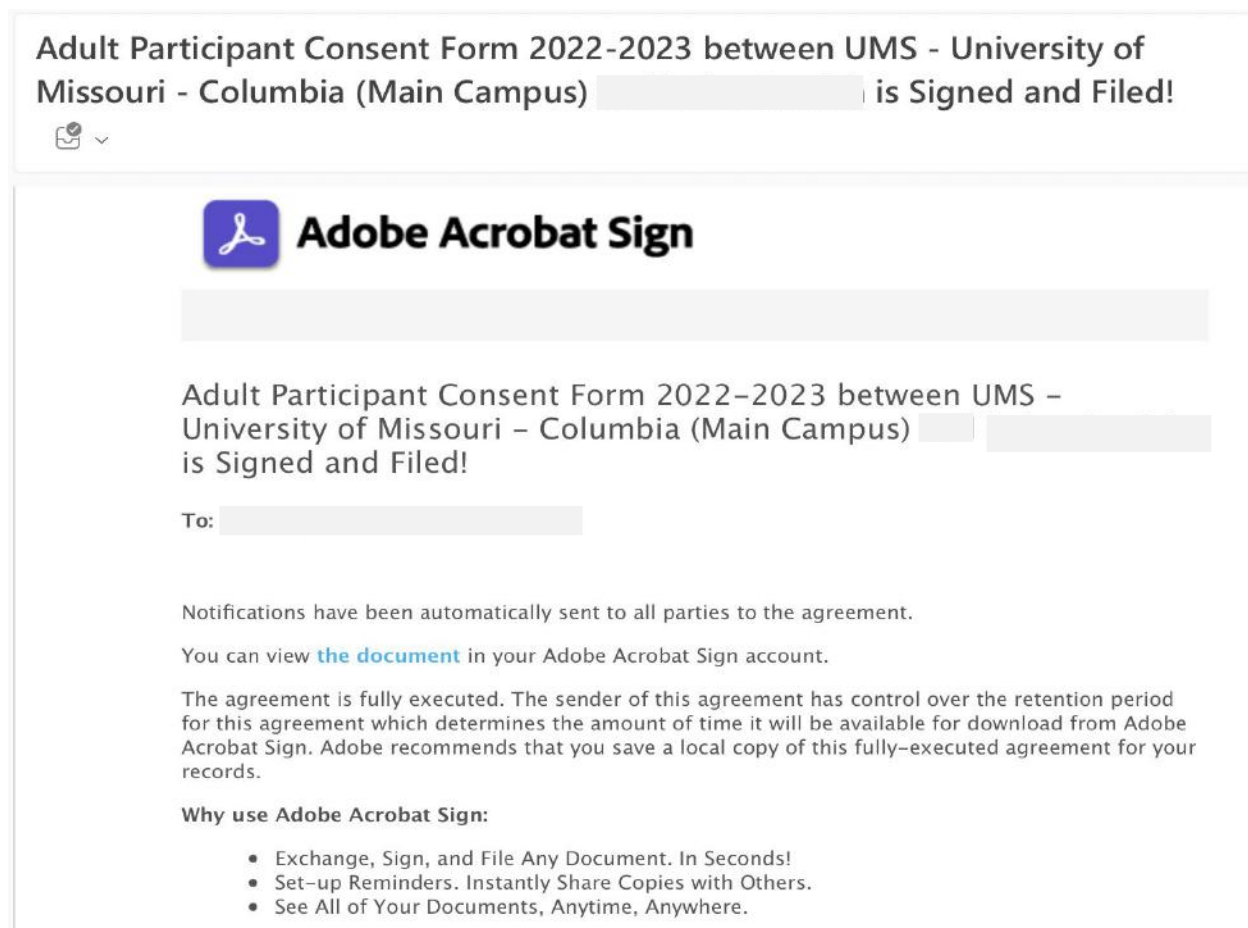 Adult Participant Consent Form 2022-2023 between UMS - University of
Missouri - Columbia (Main Campus) is Signed and Filed!
Adobe Acrobat Sign
Adult Participant Consent Form 2022–2023 between UMS –
University of Missouri – Columbia (Main Campus)
is Signed and Filed!
To:
Notifications have been automatically sent to all parties to the agreement.
You can view the document in your Adobe Acrobat Sign account.
The agreement is fully executed. The sender of this agreement has control over the retention period
for this agreement which determines the amount of time it will be available for download from Adobe
Acrobat Sign. Adobe recommends that you save a local copy of this fully-executed agreement for your
records.
Why use Adobe Acrobat Sign:
• Exchange, Sign, and File Any Document. In Seconds!
• Set-up Reminders. Instantly Share Copies with Others.
• See All of Your Documents, Anytime, Anywhere.